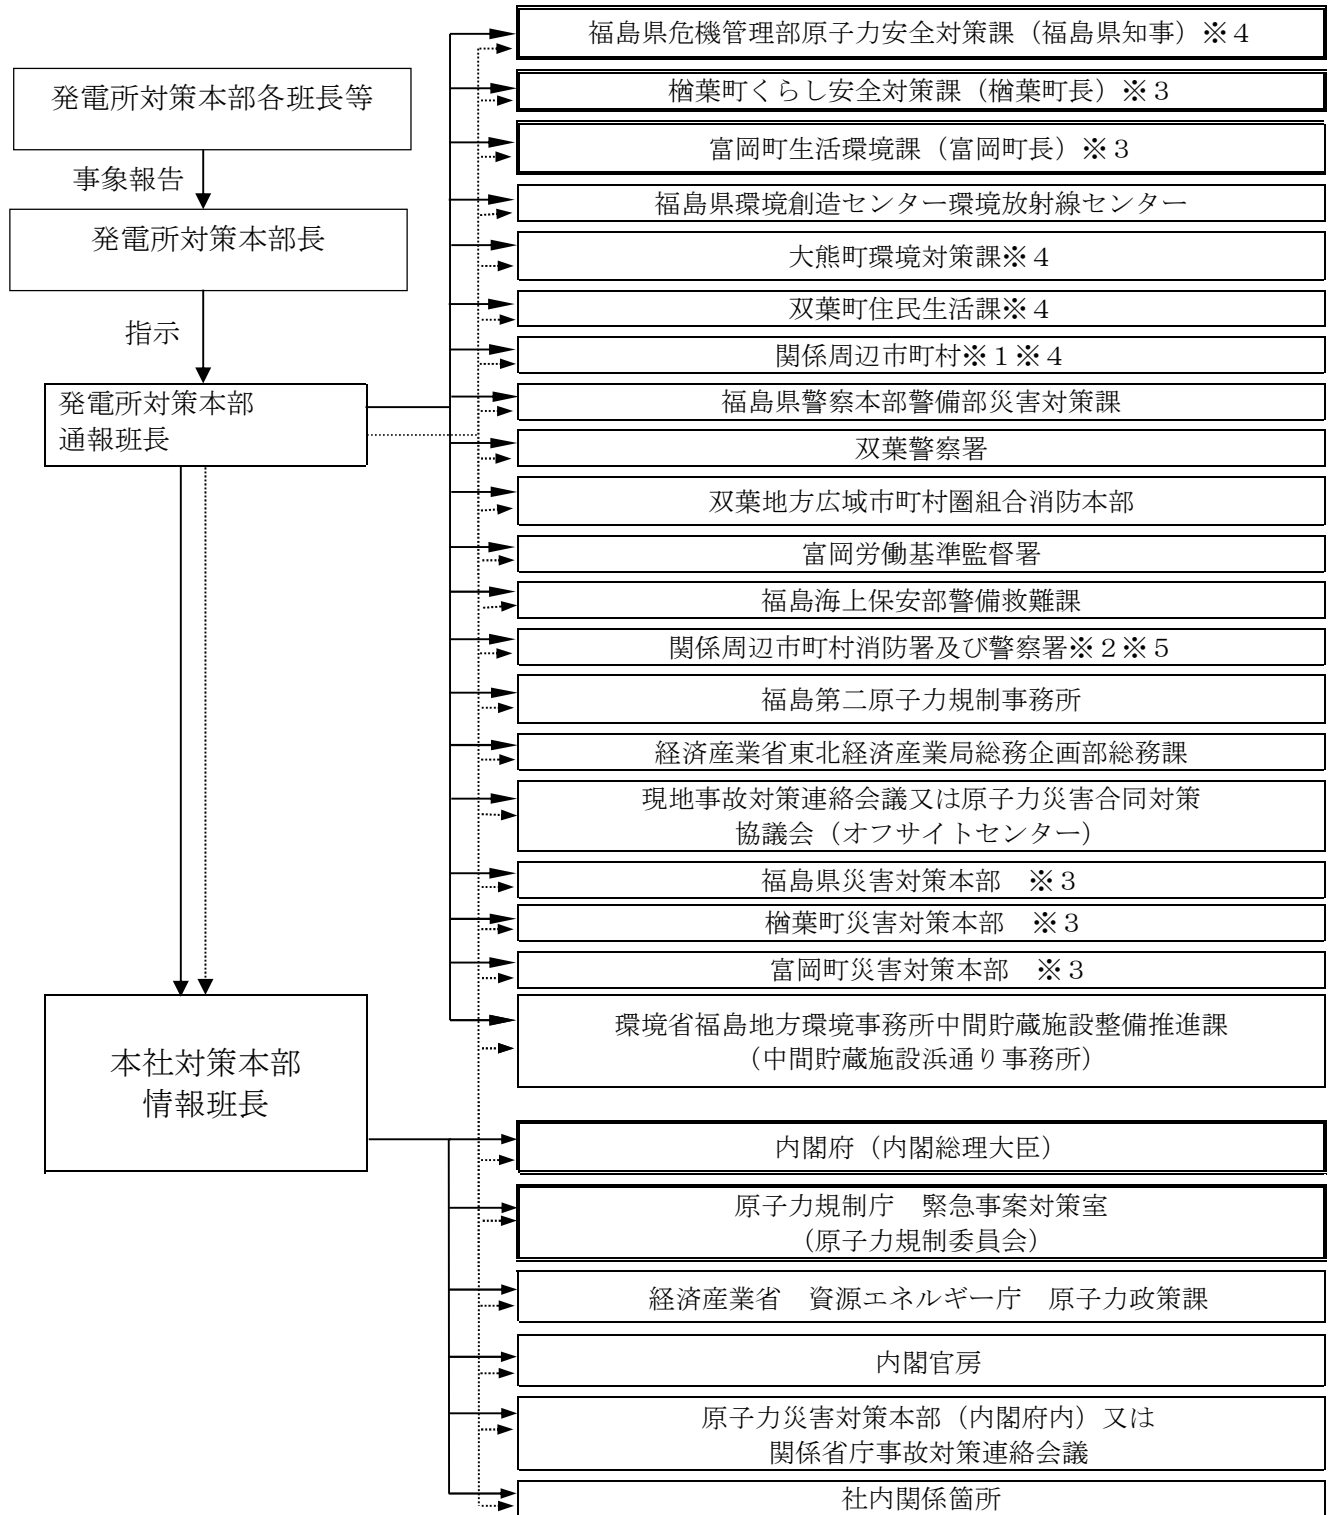 発電所対策本部各班長等
事象報告
発電所対策本部長
指示
発電所対策本部
通報班長
本社対策本部
情報班長
福島県危機管理部原子力安全対策課（福島県知事）※４
楢葉町くらし安全対策課（楢葉町長）※３
富岡町生活環境課（富岡町長）※３
福島県環境創造センター環境放射線センター
大熊町環境対策課※４
双葉町住民生活課※４
関係周辺市町村※１※４
福島県警察本部警備部災害対策課
双葉警察署
双葉地方広域市町村圏組合消防本部
富岡労働基準監督署
福島海上保安部警備救難課
関係周辺市町村消防署及び警察署※２※５
福島第二原子力規制事務所
経済産業省東北経済産業局総務企画部総務課
現地事故対策連絡会議又は原子力災害合同対策
協議会（オフサイトセンター）
福島県災害対策本部　※３
楢葉町災害対策本部　※３
富岡町災害対策本部　※３
環境省福島地方環境事務所中間貯蔵施設整備推進課
（中間貯蔵施設浜通り事務所）
内閣府（内閣総理大臣）
原子力規制庁　緊急事案対策室
（原子力規制委員会）
経済産業省　資源エネルギー庁　原子力政策課
内閣官房
原子力災害対策本部（内閣府内）又は
関係省庁事故対策連絡会議
社内関係箇所